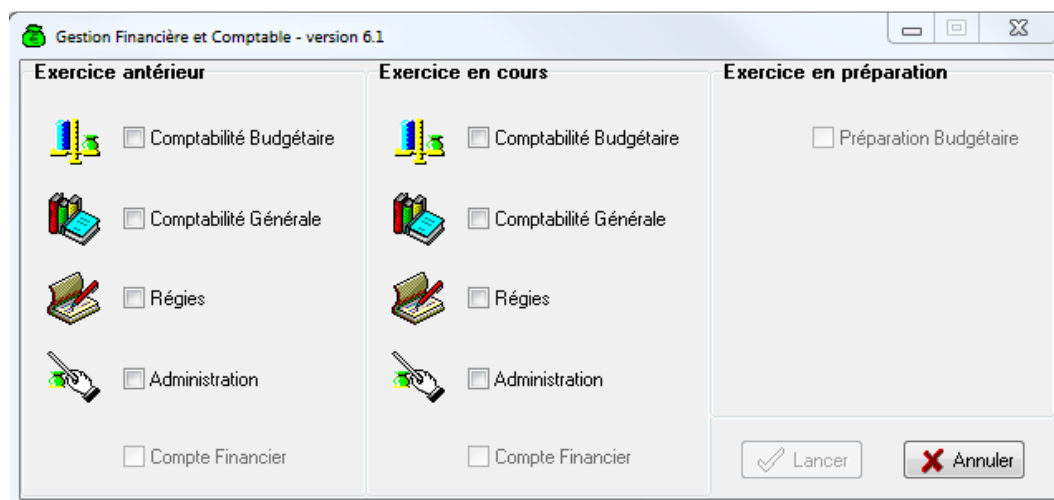 Gestion Financière et Comptable - version 6.1
Exercice antérieur
Comptabilité Budgétaire
Comptabilité Générale
Régies
Administration
Compte Financier
Exercice en cours
Comptabilité Budgétaire
Comptabilité Générale
Régies
Administration
Compte Financier
Exercice en préparation
Préparation Budgétaire
Lancer
Annuler